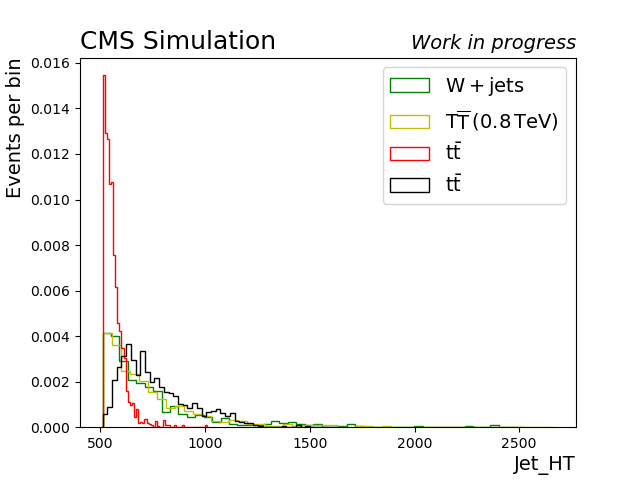 CMS Simulation Work in progress
Events per bin
0.016
0.014
0.012
0.010
0.008
0.006
0.004
0.002
0.000
W + jets
TT̅ (0.8 TeV)
tt̄
tt̄
500 1000 1500 2000 2500
Jet_HT